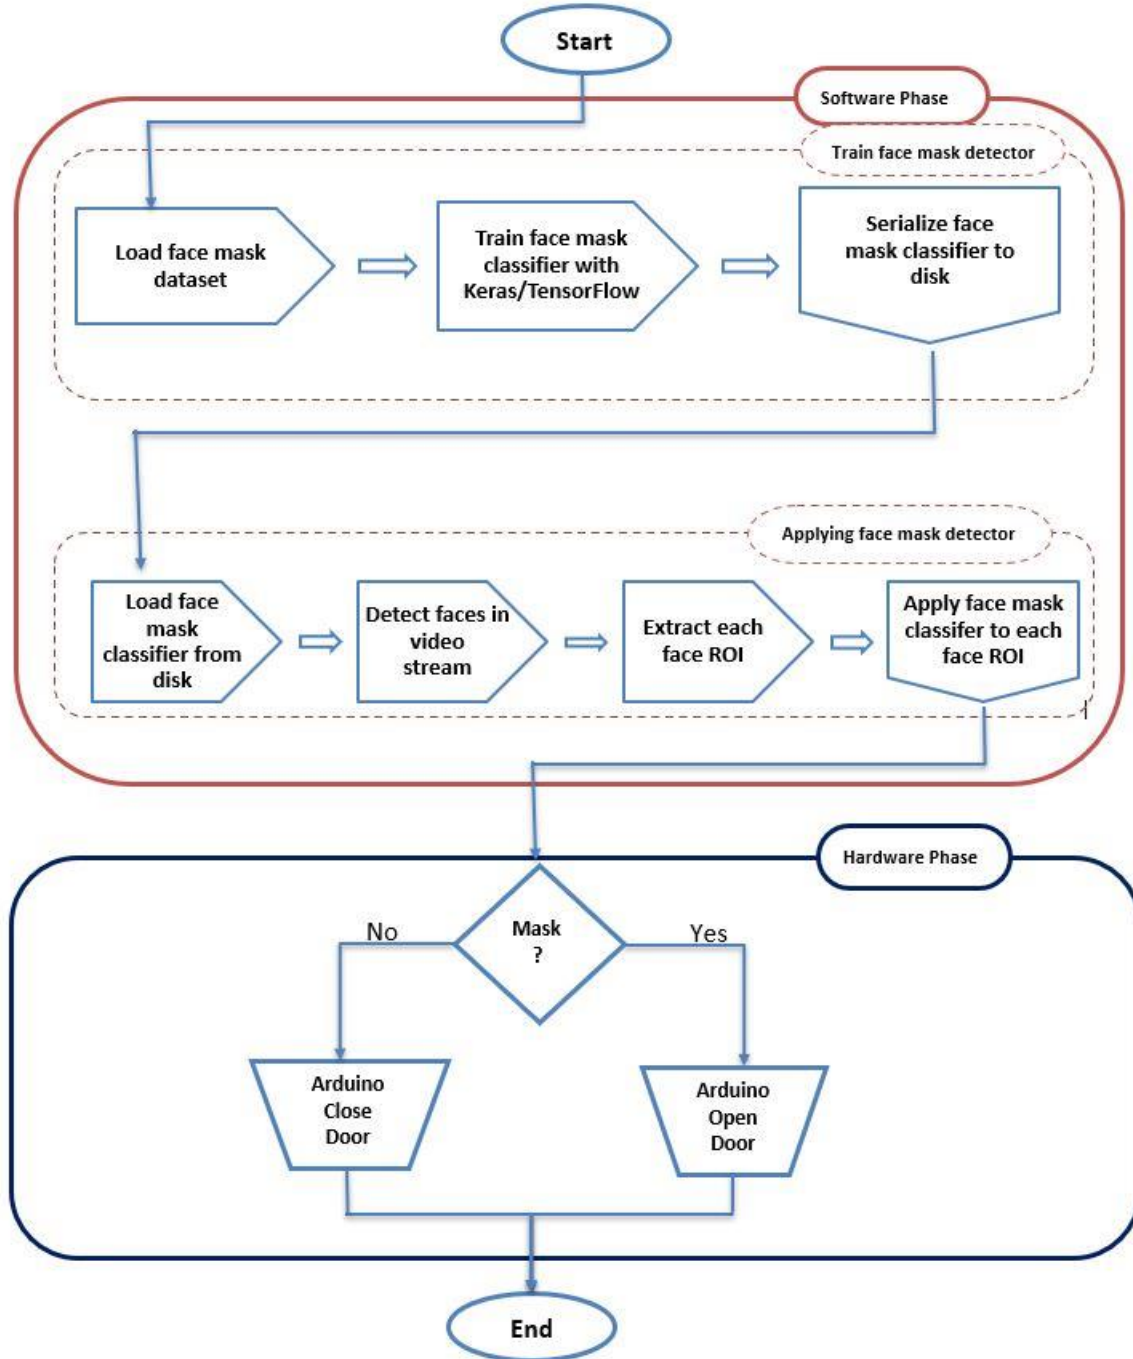 Start
Software Phase
Train face mask detector
Load face mask
dataset
Train face mask
classifier with
Keras/TensorFlow
Serialize face
mask classifier to
disk
Applying face mask detector
Load face
mask
classifier from
disk
Detect faces in
video
stream
Extract each
face ROI
Apply face mask
classifer to each
face ROI
Hardware Phase
Mask
?
No
Yes
Arduino
Close
Door
Arduino
Open
Door
End